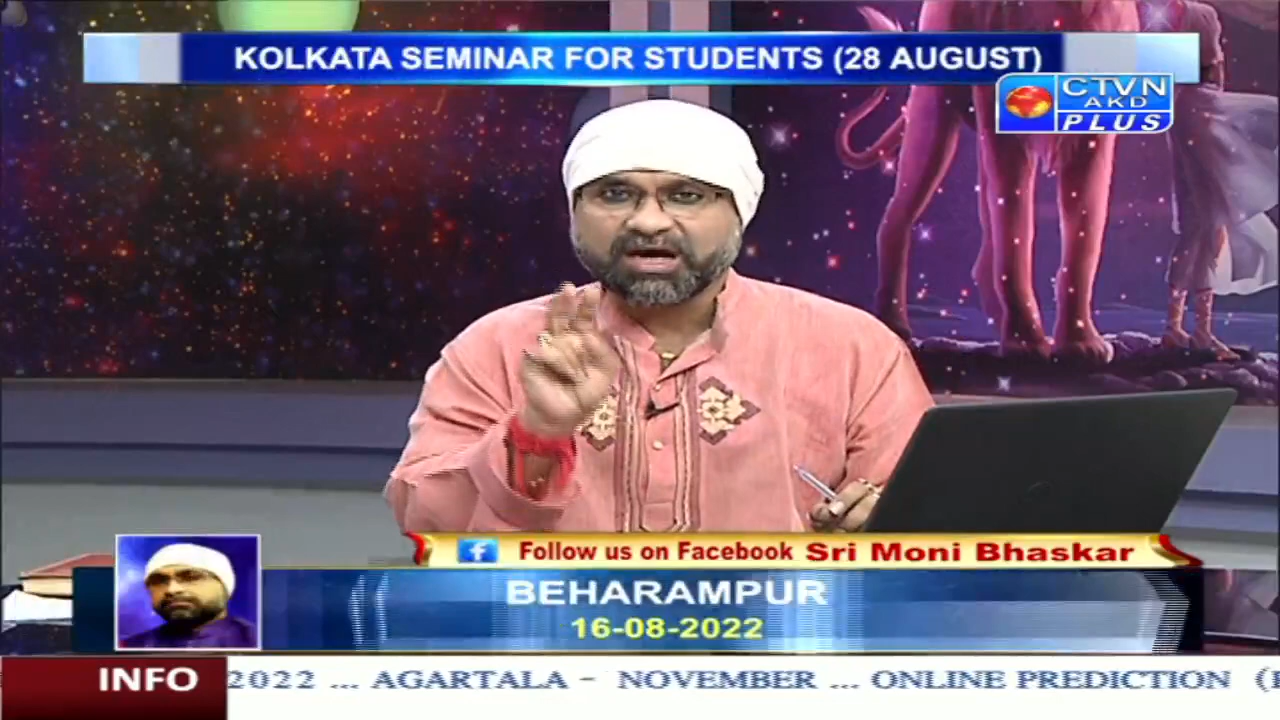 KOLKATA SEMINAR FOR STUDENTS (28 AUGUST)
CTVN
AKD
PLUS
Follow us on Facebook Sri Moni Bhaskar
BEHARAMPUR
16-08-2022
INFO
2022 ... AGARTALA - NOVEMBER ... ONLINE PREDICTION (